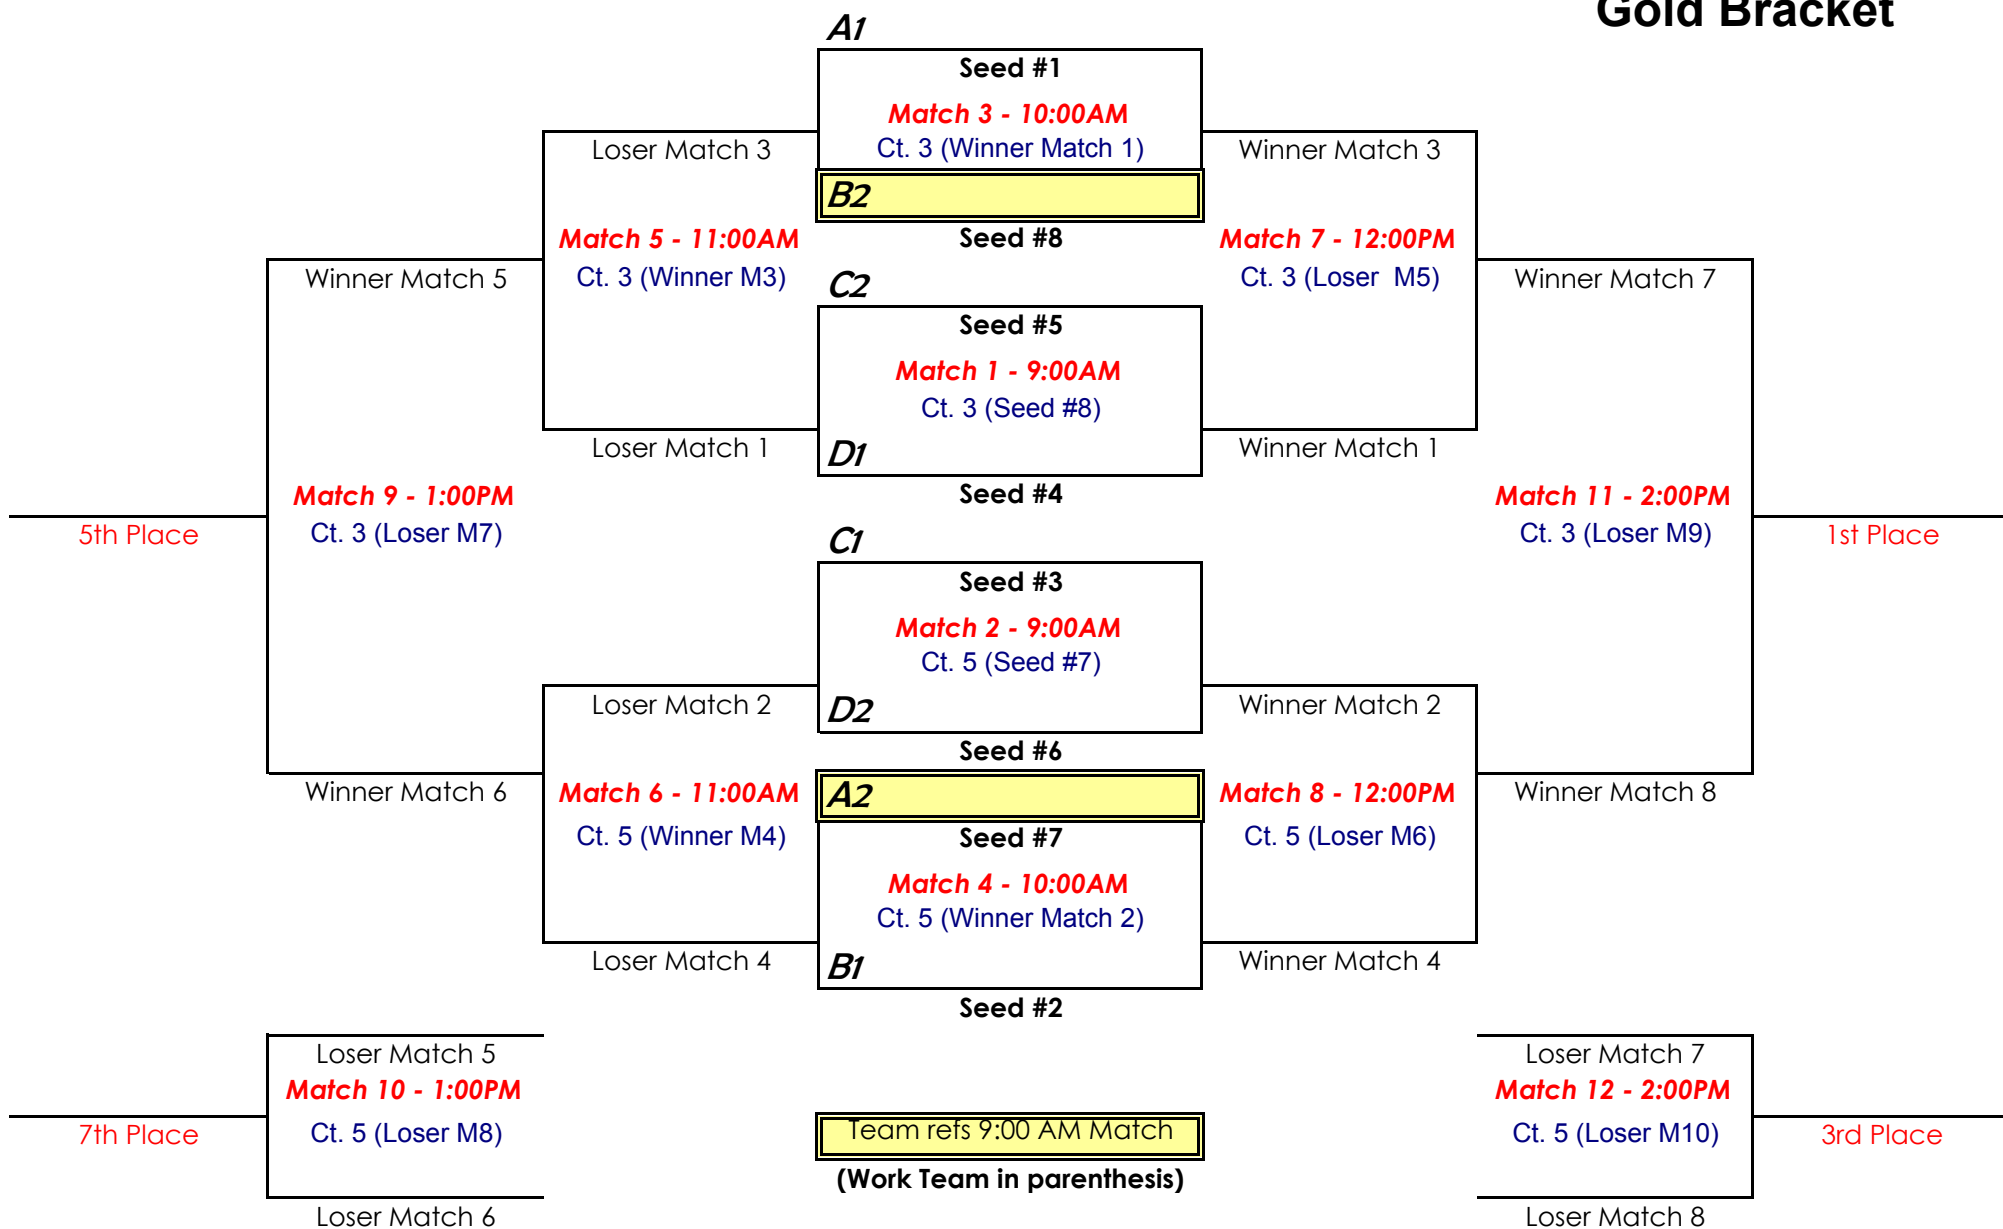 Gold Bracket
A1
Seed #1
Match 3 - 10:00AM
Loser Match 3
Ct. 3 (Winner Match 1)
Winner Match 3
B2
Match 5 - 11:00AM
Seed #8
Match 7 - 12:00PM
Winner Match 5
Ct. 3 (Winner M3)
C2
Ct. 3 (Loser  M5)
Winner Match 7
Seed #5
Match 1 - 9:00AM
Ct. 3 (Seed #8)
Loser Match 1
D1
Winner Match 1
Match 9 - 1:00PM
Seed #4
Match 11 - 2:00PM
5th Place
Ct. 3 (Loser M7)
C1
Ct. 3 (Loser M9)
1st Place
Seed #3
Match 2 - 9:00AM
Ct. 5 (Seed #7)
Loser Match 2
D2
Winner Match 2
Seed #6
Winner Match 6
Match 6 - 11:00AM
A2
Match 8 - 12:00PM
Winner Match 8
Ct. 5 (Winner M4)
Seed #7
Ct. 5 (Loser M6)
Match 4 - 10:00AM
Ct. 5 (Winner Match 2)
Loser Match 4
B1
Winner Match 4
Seed #2
Loser Match 5
Loser Match 7
Match 10 - 1:00PM
Match 12 - 2:00PM
7th Place
Ct. 5 (Loser M8)
Team refs 9:00 AM Match
Ct. 5 (Loser M10)
3rd Place
(Work Team in parenthesis)
Loser Match 6
Loser Match 8